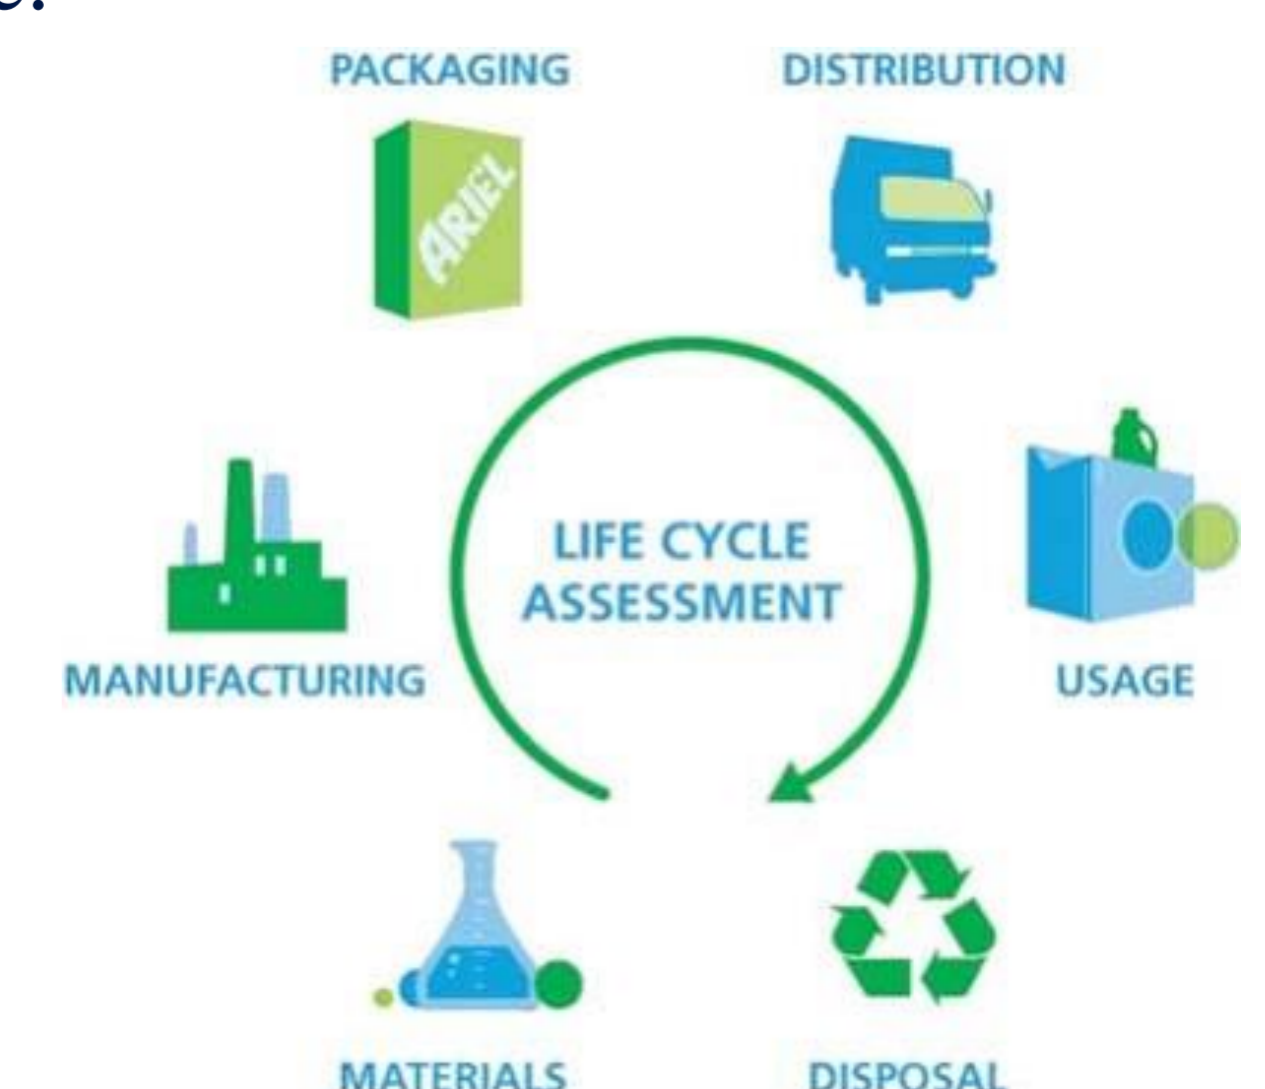 PACKAGING
DISTRIBUTION
ARIEL
LIFE CYCLE
ASSESSMENT
MANUFACTURING
USAGE
MATERIALS
DISPOSAL